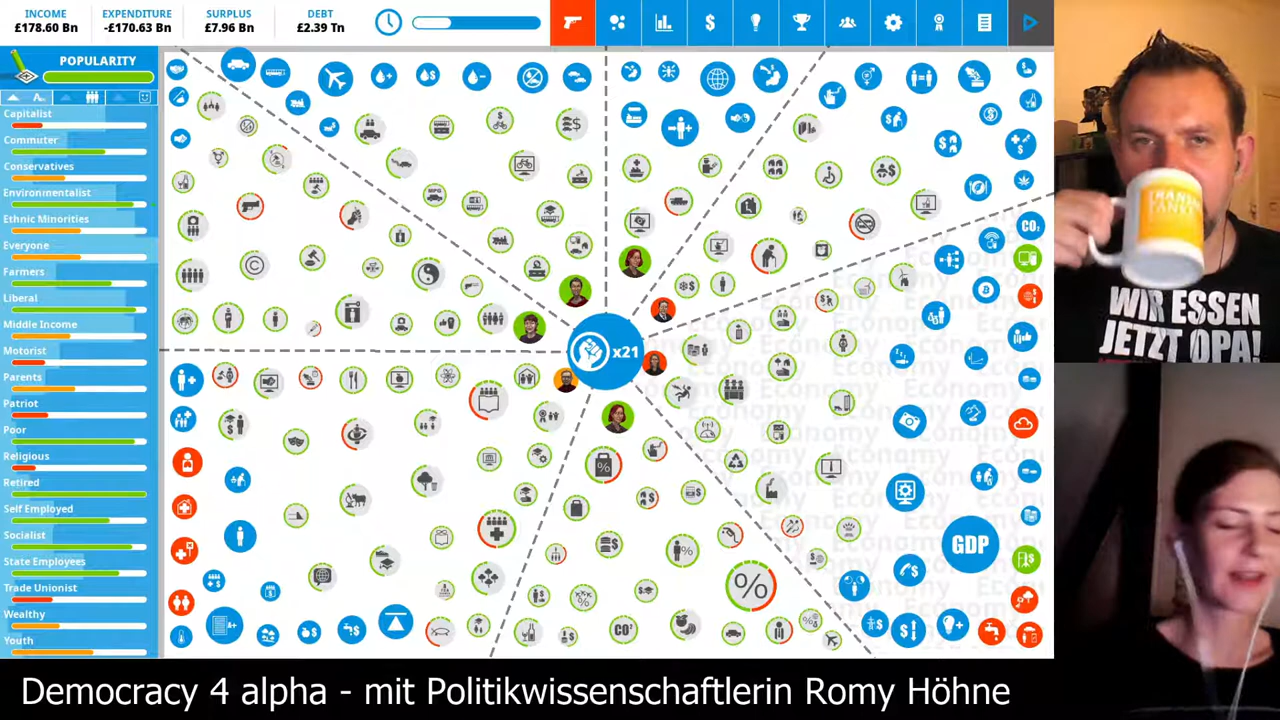 INCOME EXPENDITURE SURPLUS DEBT
£178.60 Bn -£170.63 Bn £7.96 Bn £2.39 Tn
POPULARITY
Capitalist
Commuter
Conservatives
Environmentalist
Ethnic Minorities
Everyone
Farmers
Liberal
Middle Income
Motorist
Parents
Patriot
Poor
Religious
Retired
Self Employed
Socialist
State Employees
Trade Unionist
Wealthy
Youth
x21
CO²
GDP
Economy
MPG
%
CO²
A+
WIR ESSEN
JETZT OPA!
Democracy 4 alpha - mit Politikwissenschaftlerin Romy Höhne